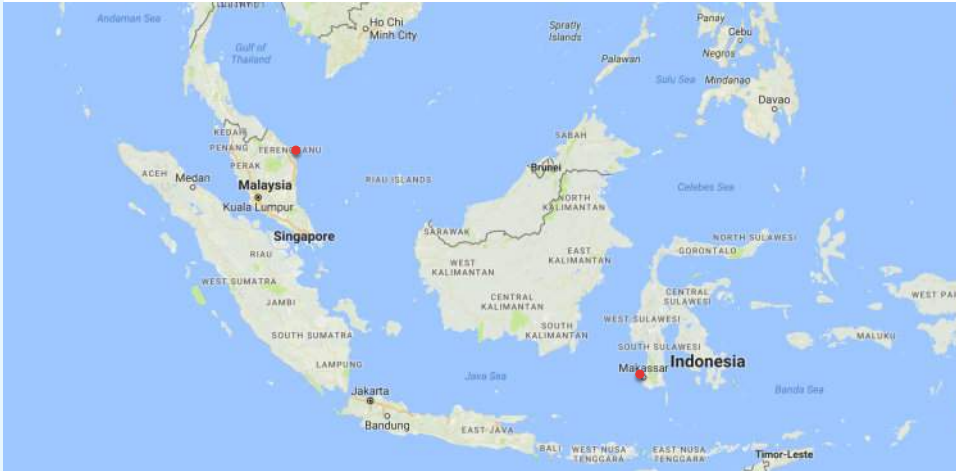 Andaman Sea
Ho Chi
Minh City
Gulf of
Thailand
Spratly
Islands
Panay
Cebu
Negros
Palawan
Sulu Sea
Mindanao
Davao
KEDAH
PENANG
TERENGGANU
PERAK
SABAH
ACEH
Medan
Malaysia
Kuala Lumpur
RIAU ISLANDS
Brunei
Celebes Sea
NORTH
KALIMANTAN
Singapore
SARAWAK
RIAU
WEST
KALIMANTAN
EAST
KALIMANTAN
NORTH SULAWESI
GORONTALO
WEST SUMATRA
JAMBI
CENTRAL
KALIMANTAN
CENTRAL
SULAWESI
WEST PA
SOUTH SUMATRA
SOUTH
KALIMANTAN
WEST SULAWESI
MALUKU
SOUTH SULAWESI
LAMPUNG
Makassar
Indonesia
Java Sea
Banda Sea
Jakarta
Bandung
EAST JAVA
BALI
WEST NUSA
TENGGARA
EAST NUSA
TENGGARA
Timor-Leste